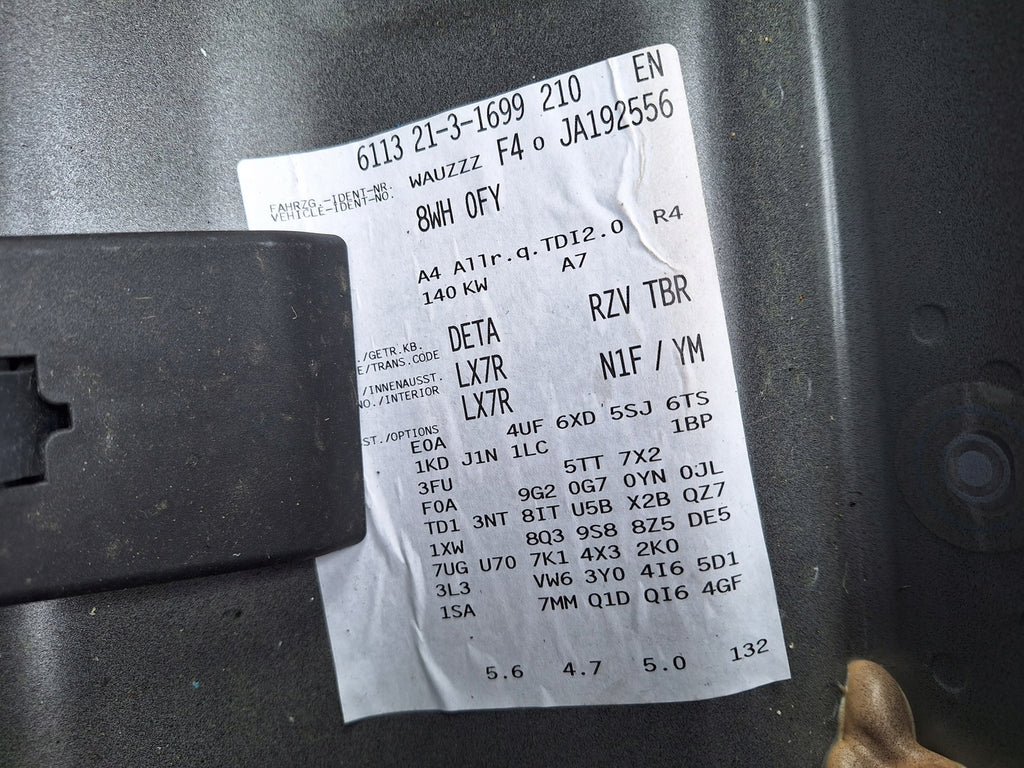 6113 21-3-1699 210 EN
FAHRZG.-IDENT-NR.
VEHICLE-IDENT-NO. WAUZZZ F4 o JA192556
8WH 0FY
A4 Allr.q.TDI2.0 R4
140 KW A7
./GETR.KB.
E/TRANS.CODE DETA RZV TBR
/INNENAUSST. LX7R
O./INTERIOR LX7R N1F / YM
ST./OPTIONS
E0A 4UF 6XD 5SJ 6TS
1KD J1N 1LC 1BP
3FU 5TT 7X2
F0A 9G2 0G7 0YN 0JL
TD1 3NT 8IT U5B X2B QZ7
1XW 8Q3 9S8 8Z5 DE5
7UG U70 7K1 4X3 2K0
3L3 VW6 3Y0 4I6 5D1
1SA 7MM Q1D QI6 4GF
5.6 4.7 5.0 132